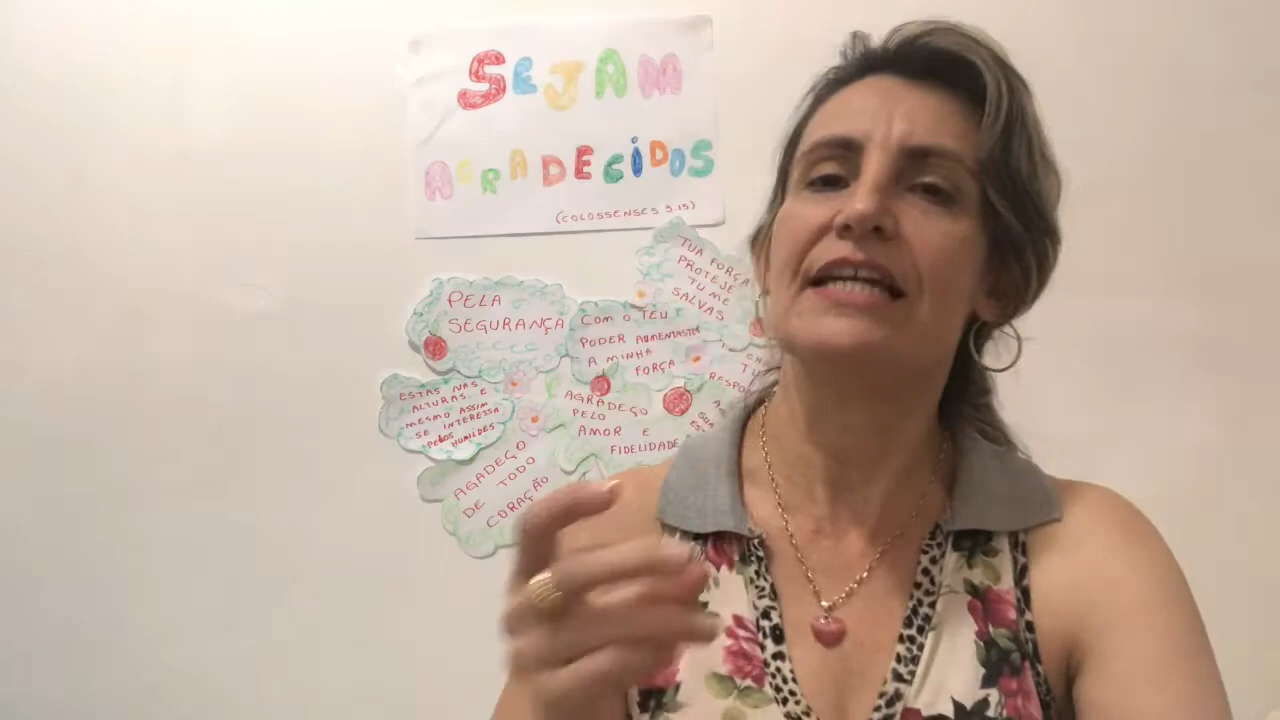 SEJAM
AGRADECIDOS
(COLOSSENSES 3:15)
TUA FORÇA
PROTEJE
TU ME
SALVAS
PELA
SEGURANÇA
COM O TEU
PODER AUMENTASTE
A MINHA
FORÇA
ESTAS NAS
ALTURAS E
MESMO ASSIM
SE INTERESSA
PELOS HUMILDES
AGRADEÇO
PELO
AMOR E
FIDELIDADE
AGADEÇO
DE TODO
CORAÇÃO